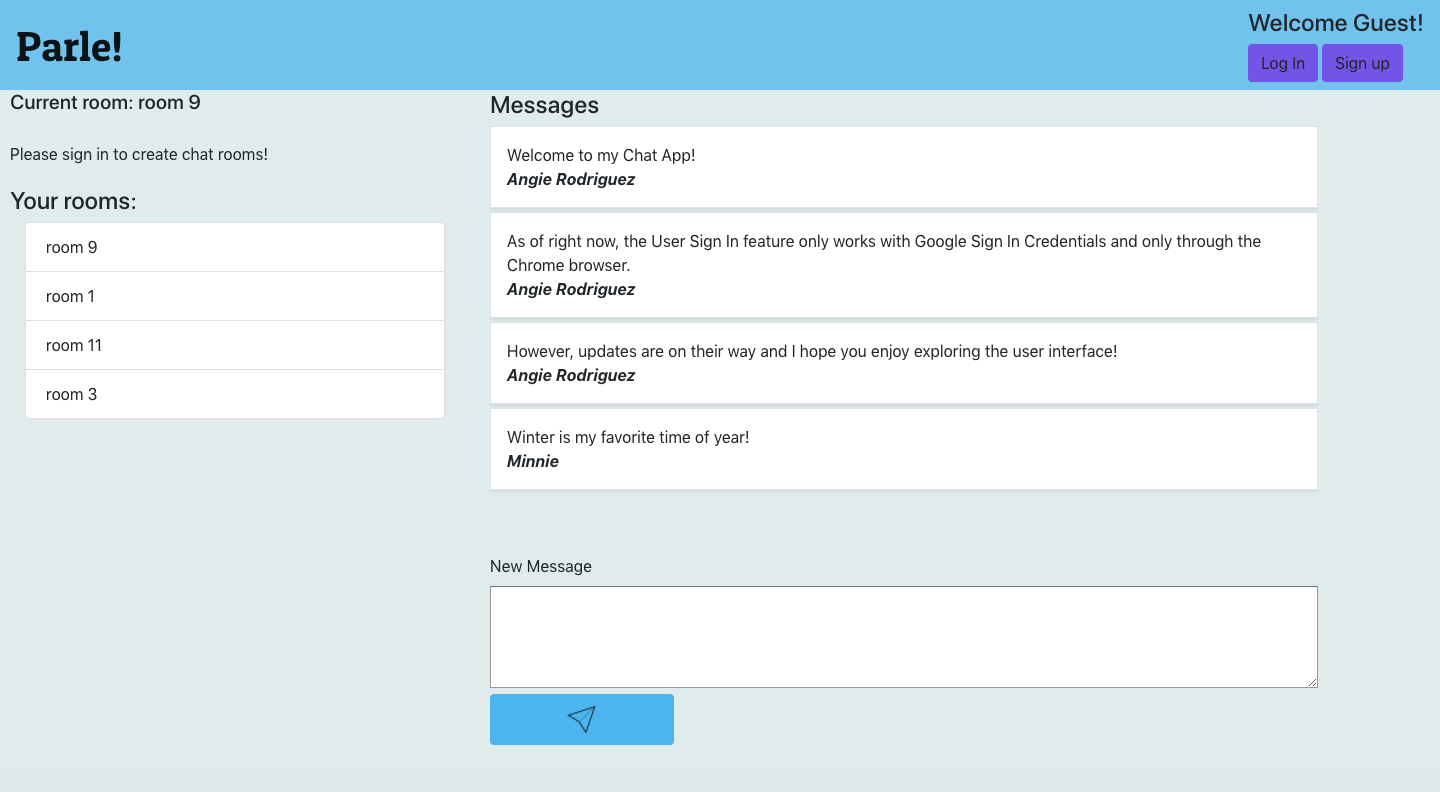 Parle!
Welcome Guest!
Log In
Sign up
Current room: room 9
Please sign in to create chat rooms!
Your rooms:
room 9
room 1
room 11
room 3
Messages
Welcome to my Chat App!
Angie Rodriguez
As of right now, the User Sign In feature only works with Google Sign In Credentials and only through the
Chrome browser.
Angie Rodriguez
However, updates are on their way and I hope you enjoy exploring the user interface!
Angie Rodriguez
Winter is my favorite time of year!
Minnie
New Message